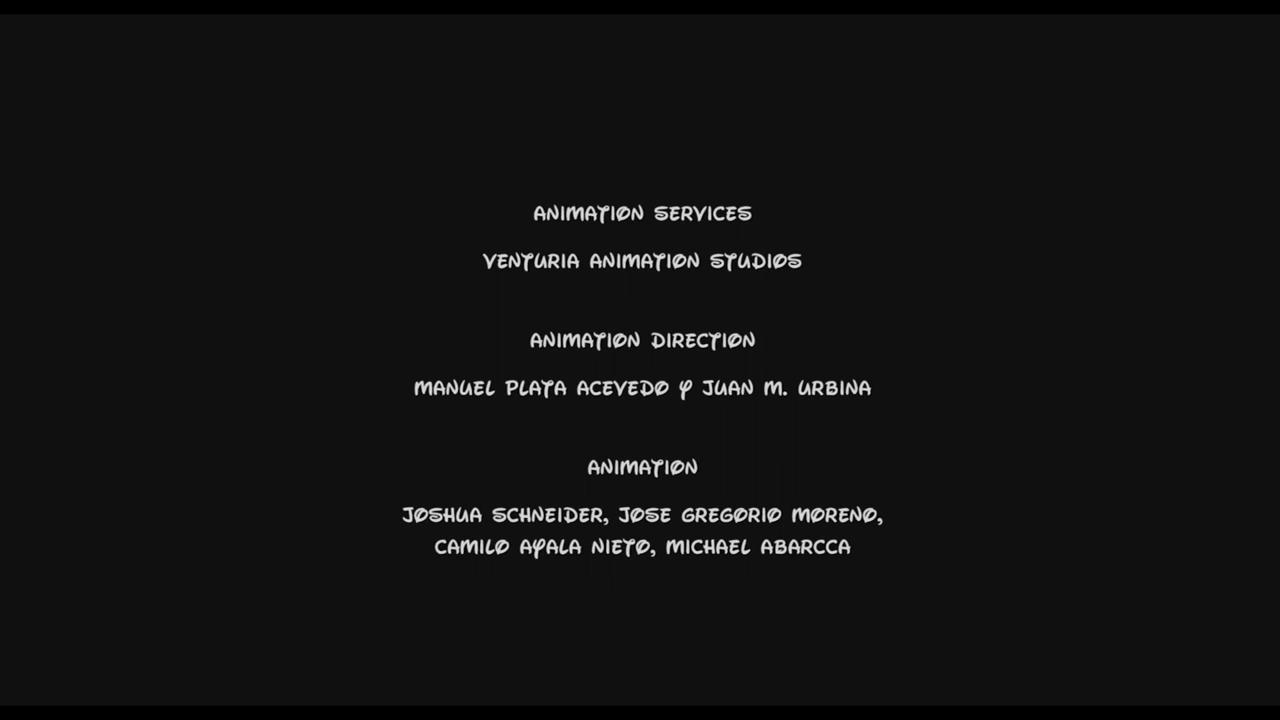 ANIMATION SERVICES
VENTURIA ANIMATION STUDIOS
ANIMATION DIRECTION
MANUEL PLATA ACEVEDO Y JUAN M. URBINA
ANIMATION
JOSHUA SCHNEIDER, JOSE GREGORIO MORENO,
CAMILO AYALA NIETO, MICHAEL ABARCCA